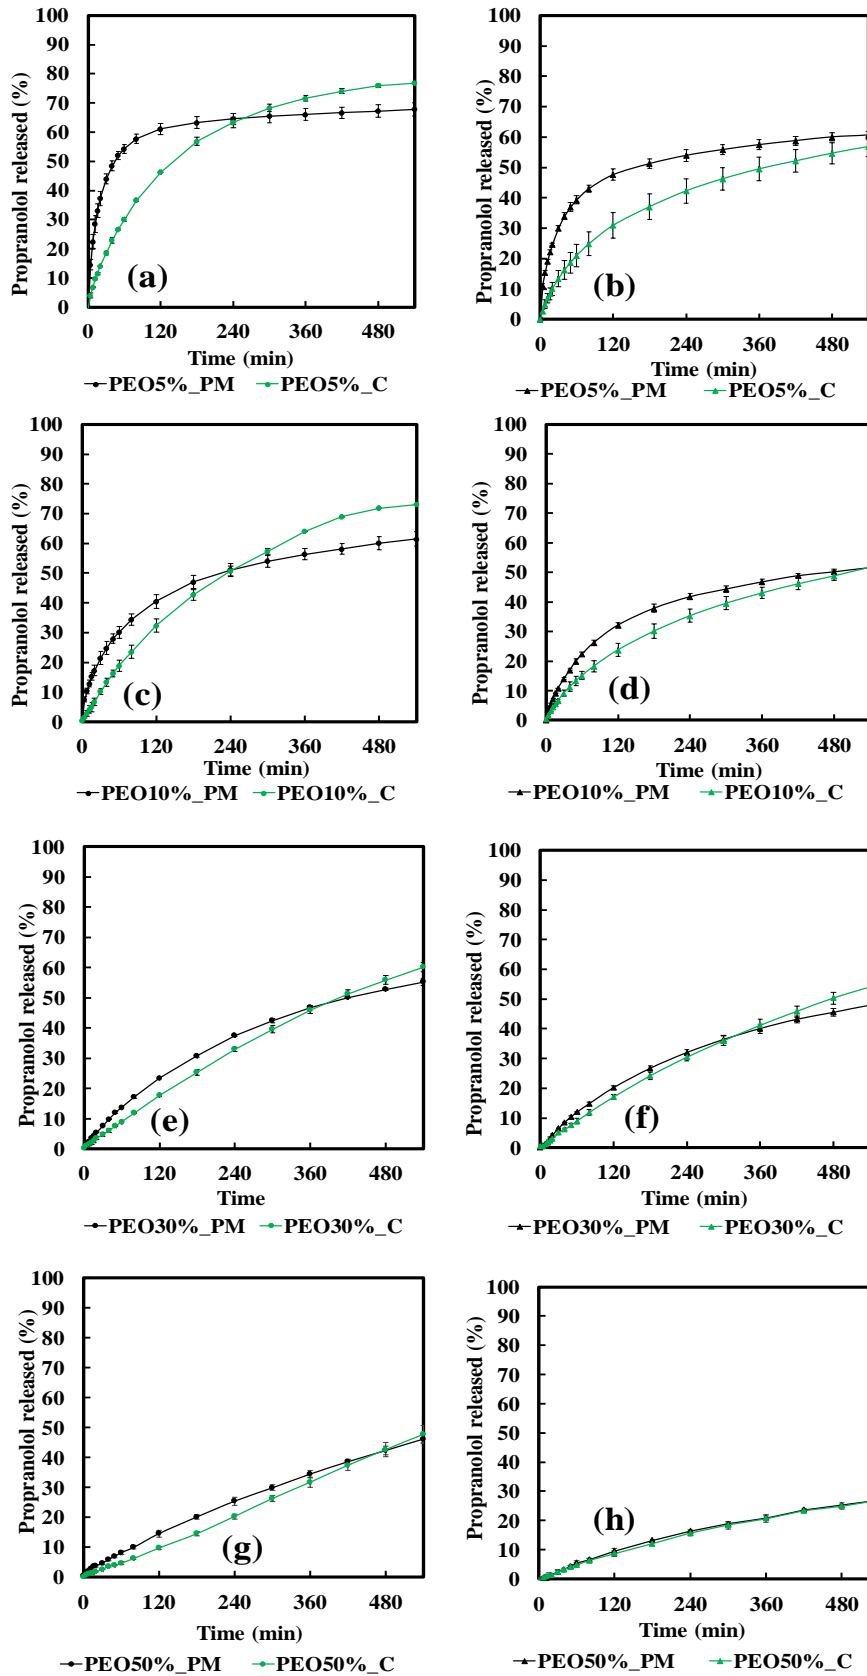 100
90
80
70
60
50
40
30
20
10
0
Propranolol released (%)
(a)
0 120 240 360 480
Time (min)
PEO5%_PM PEO5%_C
100
90
80
70
60
50
40
30
20
10
0
Propranolol released (%)
(b)
0 120 240 360 480
Time (min)
PEO5%_PM PEO5%_C
100
90
80
70
60
50
40
30
20
10
0
Propranolol released (%)
(c)
0 120 240 360 480
Time (min)
PEO10%_PM PEO10%_C
100
90
80
70
60
50
40
30
20
10
0
Propranolol released (%)
(d)
0 120 240 360 480
Time (min)
PEO10%_PM PEO10%_C
100
90
80
70
60
50
40
30
20
10
0
Propranolol released (%)
(e)
0 120 240 360 480
Time
PEO30%_PM PEO30%_C
100
90
80
70
60
50
40
30
20
10
0
Propranolol released (%)
(f)
0 120 240 360 480
Time (min)
PEO30%_PM PEO30%_C
100
90
80
70
60
50
40
30
20
10
0
Propranolol released (%)
(g)
0 120 240 360 480
Time (min)
PEO50%_PM PEO50%_C
100
90
80
70
60
50
40
30
20
10
0
Propranolol released (%)
(h)
0 120 240 360 480
Time (min)
PEO50%_PM PEO50%_C